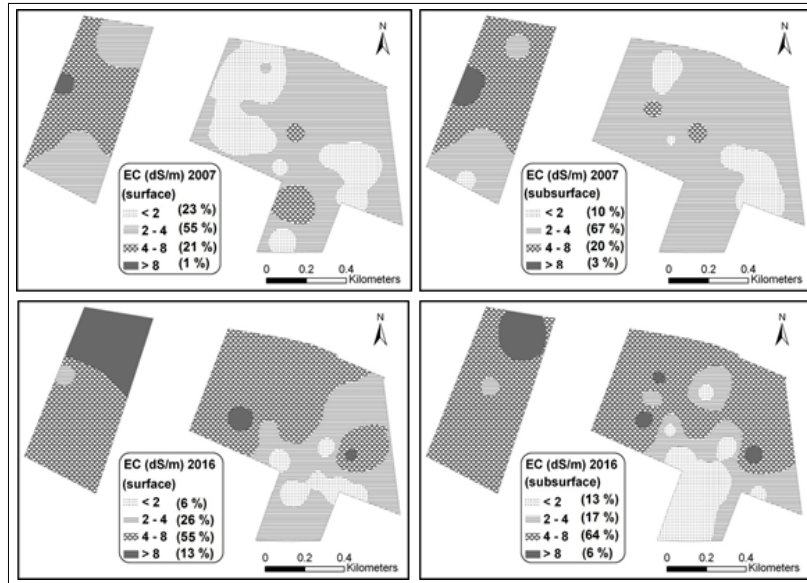 N
EC (dS/m) 2007
(surface)
< 2 (23 %)
2 - 4 (55 %)
4 - 8 (21 %)
> 8 (1 %)
0 0.2 0.4
Kilometers
N
EC (dS/m) 2007
(subsurface)
< 2 (10 %)
2 - 4 (67 %)
4 - 8 (20 %)
> 8 (3 %)
0 0.2 0.4
Kilometers
N
EC (dS/m) 2016
(surface)
< 2 (6 %)
2 - 4 (26 %)
4 - 8 (55 %)
> 8 (13 %)
0 0.2 0.4
Kilometers
N
EC (dS/m) 2016
(subsurface)
< 2 (13 %)
2 - 4 (17 %)
4 - 8 (64 %)
> 8 (6 %)
0 0.2 0.4
Kilometers